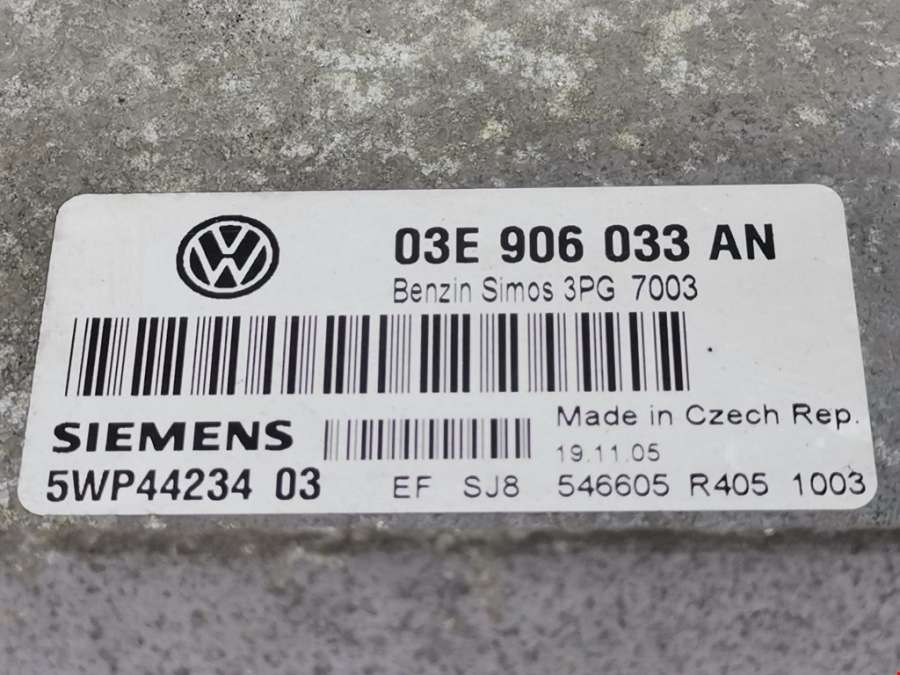 VW
03E 906 033 AN
Benzin Simos 3PG 7003
SIEMENS
Made in Czech Rep.
19.11.05
5WP44234 03 EF SJ8 546605 R405 1003